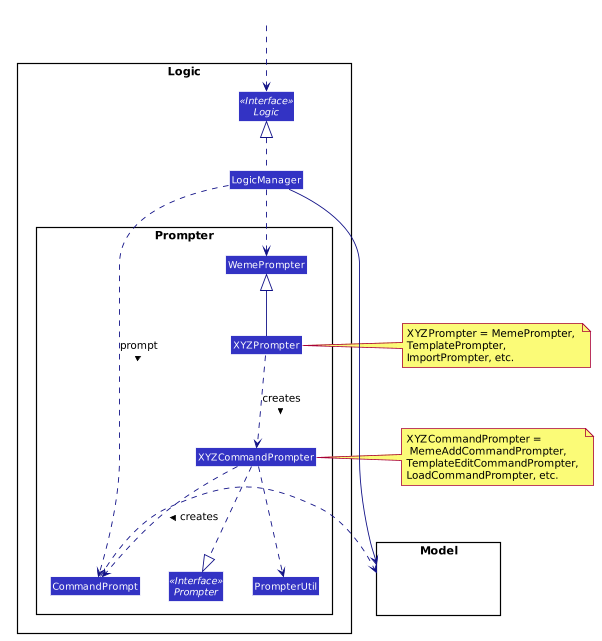 Logic
«Interface»
Logic
LogicManager
Prompter
WemePrompter
XYZPrompter
XYZPrompter = MemePrompter,
TemplatePrompter,
ImportPrompter, etc.
prompt
creates
XYZCommandPrompter
XYZCommandPrompter =
MemeAddCommandPrompter,
TemplateEditCommandPrompter,
LoadCommandPrompter, etc.
creates
Model
CommandPrompt
«Interface»
Prompter
PrompterUtil